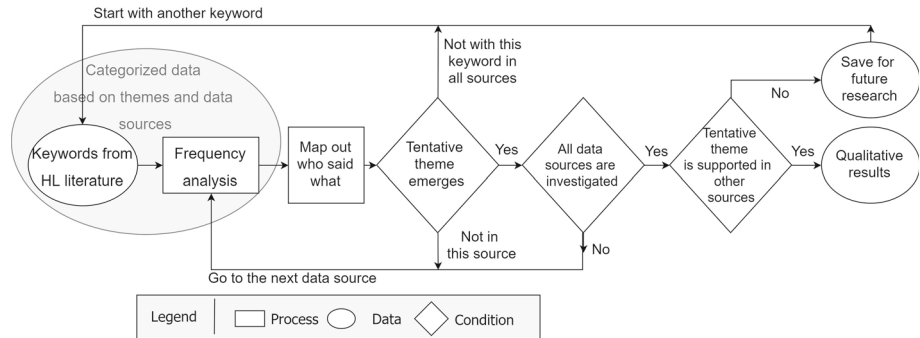 Start with another keyword
Not with this
keyword in
all sources
Categorized data
based on themes and data
sources
Save for
future
research
No
Keywords from
HL literature
Frequency
analysis
Map out
who said
what
Tentative
theme
emerges
Yes
All data
sources are
investigated
Yes
Tentative
theme
is supported in
other
sources
Yes
Qualitative
results
Not in
this source
No
Go to the next data source
Legend
Process
Data
Condition